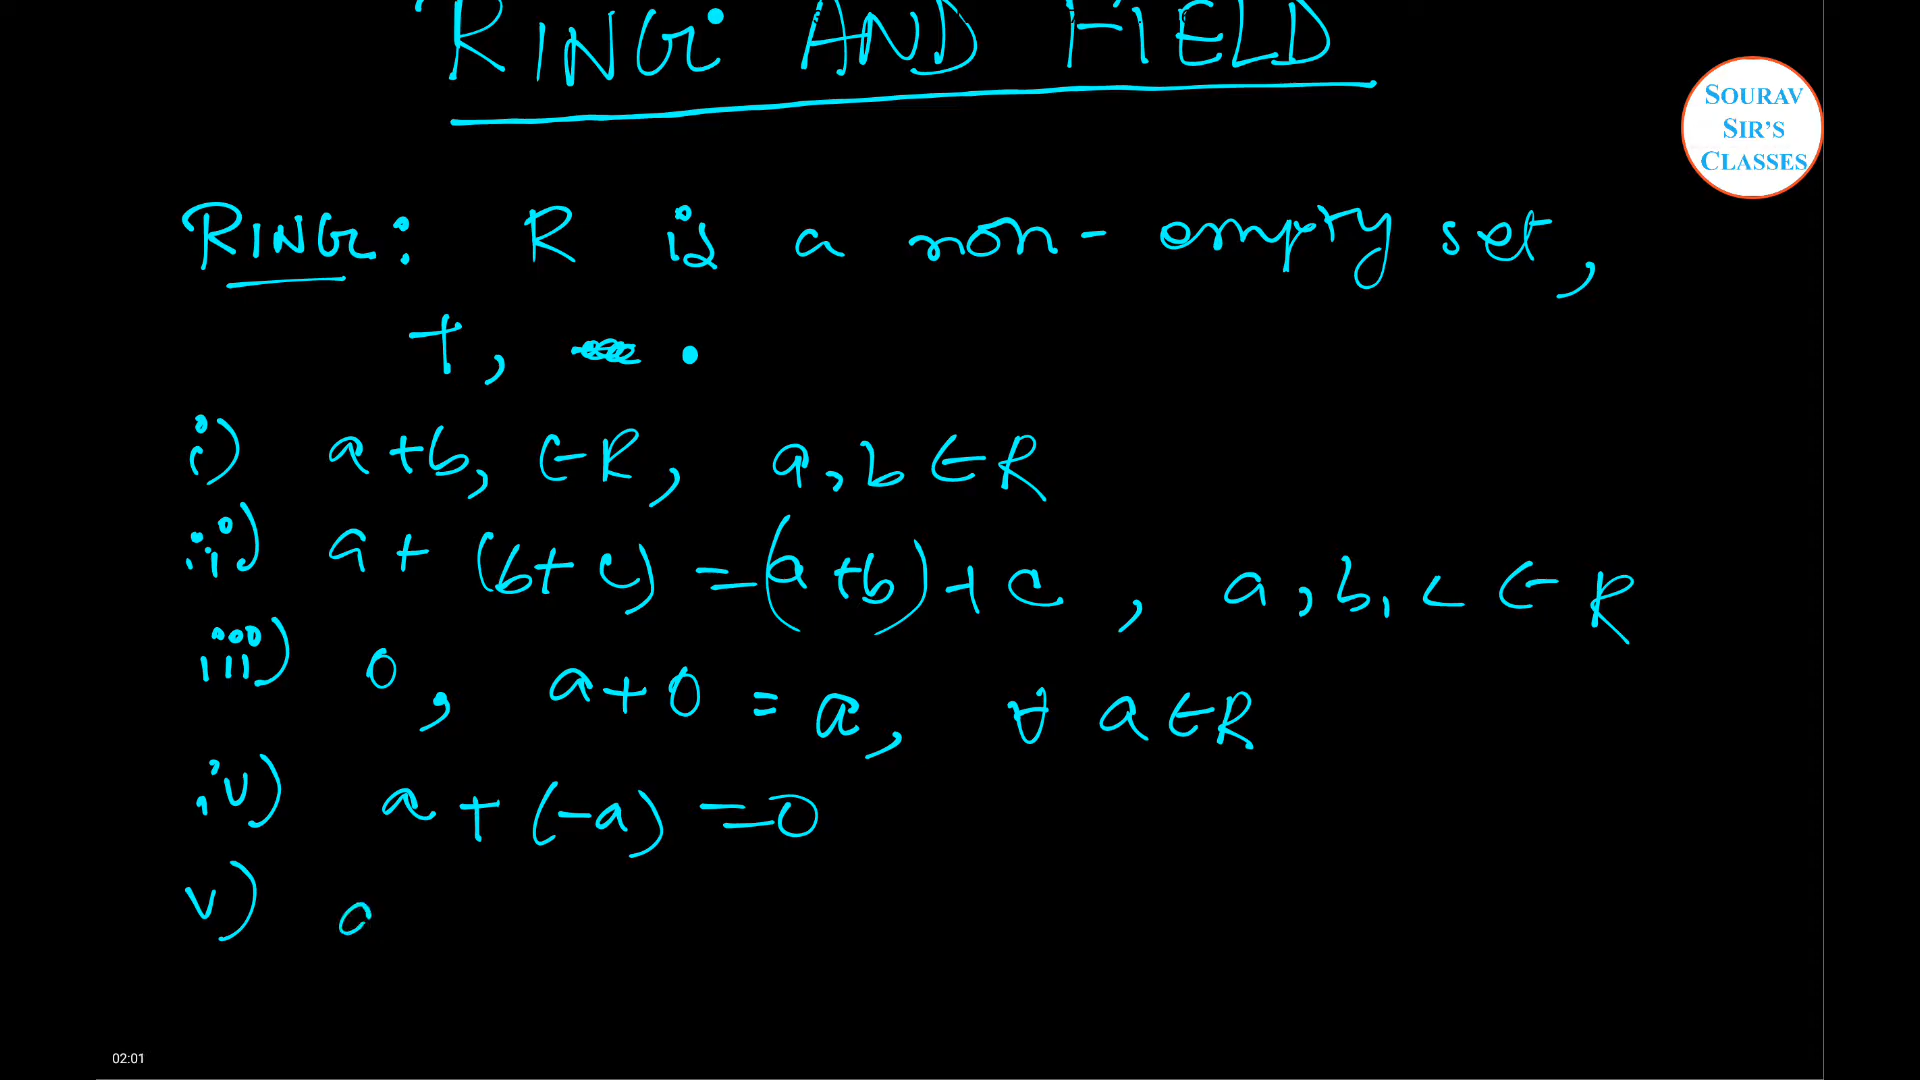 RING AND FIELD
SOURAV
SIR'S
CLASSES
RING: R is a non-empty set,
+, •
i) a+b, ∈R, a,b ∈R
ii) a+ (b+c) =(a+b)+c, a,b,c ∈ R
iii) 0, a+0 = a, ∀ a∈R
iv) a+(-a)=0
v) a
02:01